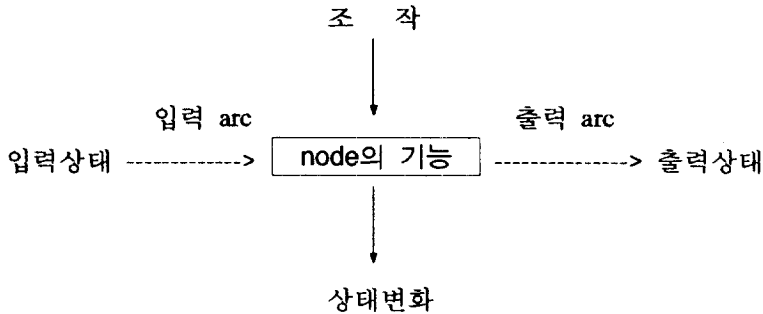 조 작
입력 arc
출력 arc
입력상태 ------------> node의 기능 ------------> 출력상태
상태변화